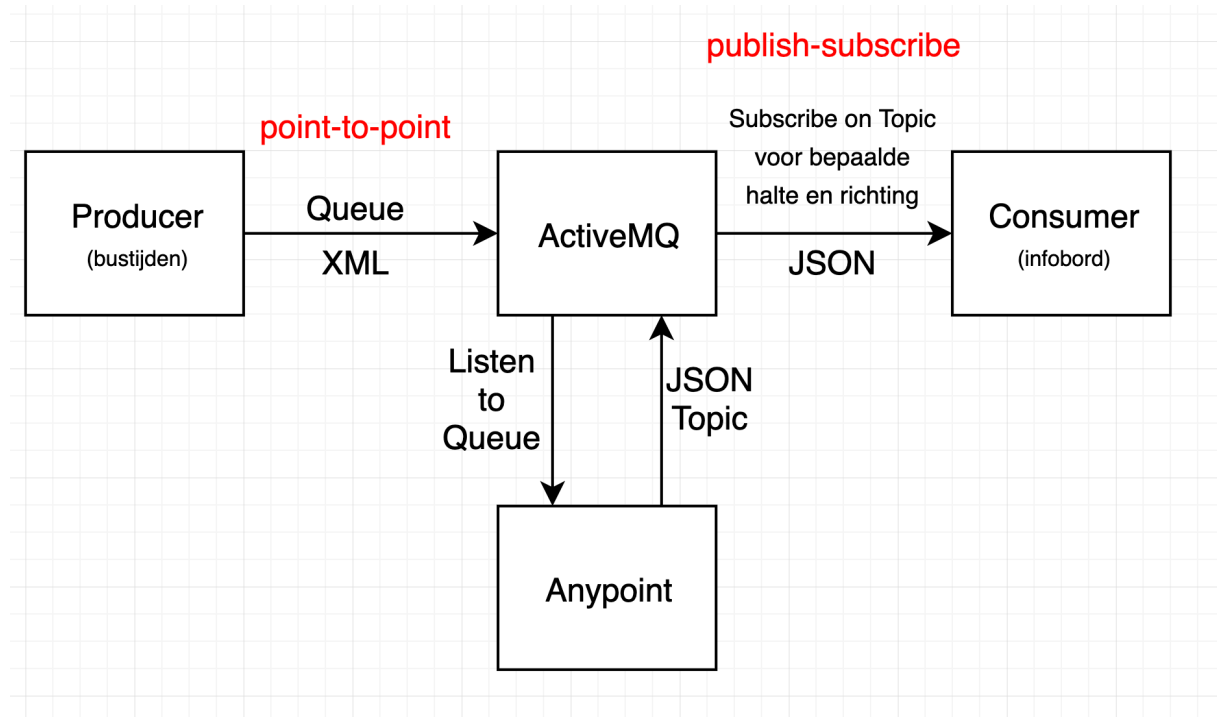 publish-subscribe
point-to-point
Subscribe on Topic
voor bepaalde
halte en richting
Producer
(bustijden)
Queue
XML
ActiveMQ
JSON
Consumer
(infobord)
Listen
to
Queue
JSON
Topic
Anypoint